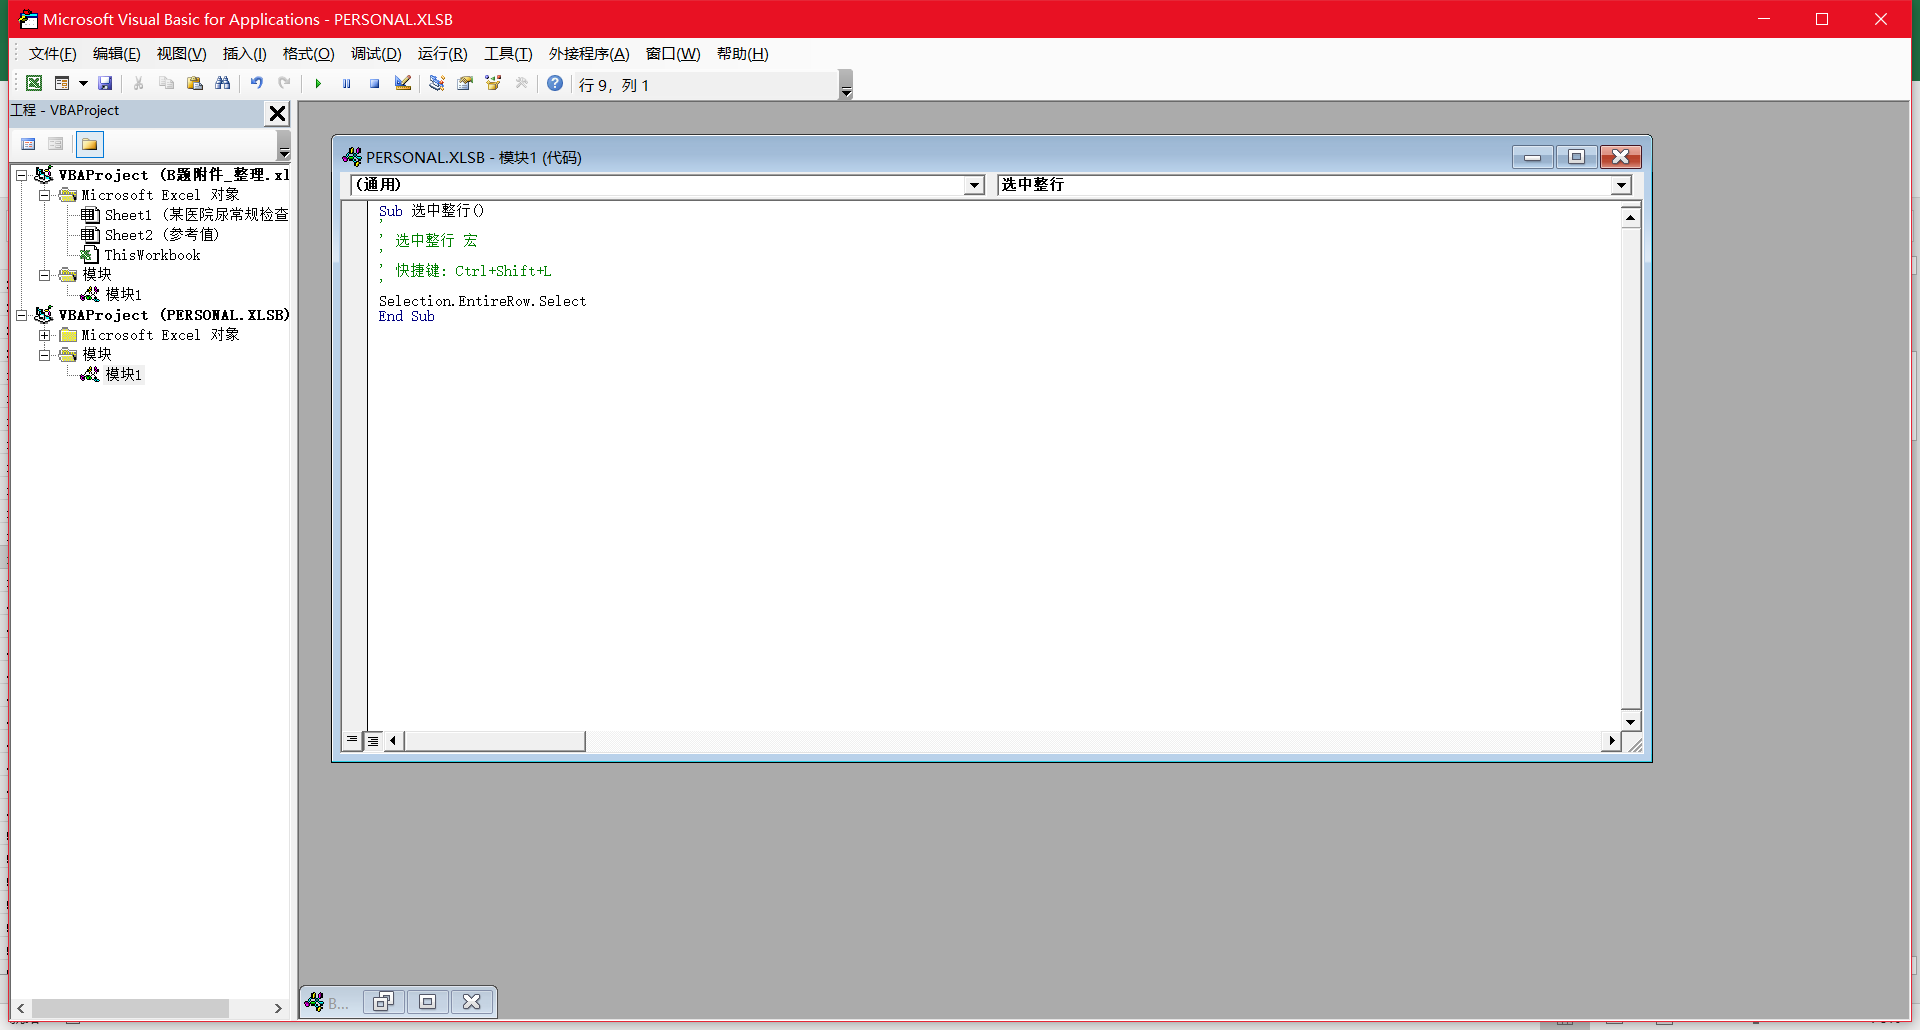 Microsoft Visual Basic for Applications - PERSONAL.XLSB
文件(F) 编辑(E) 视图(V) 插入(I) 格式(O) 调试(D) 运行(R) 工具(T) 外接程序(A) 窗口(W) 帮助(H)
行 9, 列 1
工程 - VBAProject
VBAProject (B题附件_整理.xl
Microsoft Excel 对象
Sheet1 (某医院尿常规检查
Sheet2 (参考值)
ThisWorkbook
模块
模块1
VBAProject (PERSONAL.XLSB)
Microsoft Excel 对象
模块
模块1
PERSONAL.XLSB - 模块1 (代码)
(通用)
选中整行
Sub 选中整行()
'
' 选中整行 宏
'
' 快捷键: Ctrl+Shift+L
'
Selection.EntireRow.Select
End Sub
B...